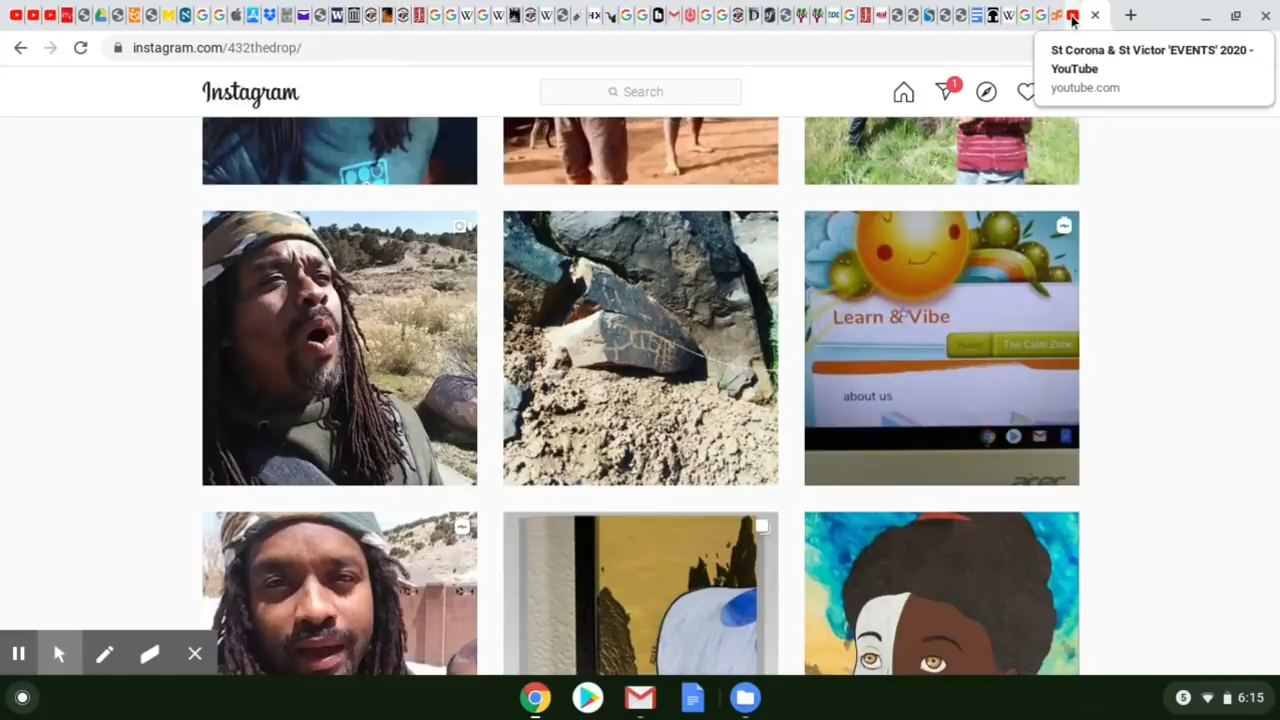 instagram.com/432thedrop/
St Corona & St Victor 'EVENTS' 2020 -
YouTube
youtube.com
Instagram
Search
1
Learn & Vibe
The Calm Zone
about us
acer
5
6:15